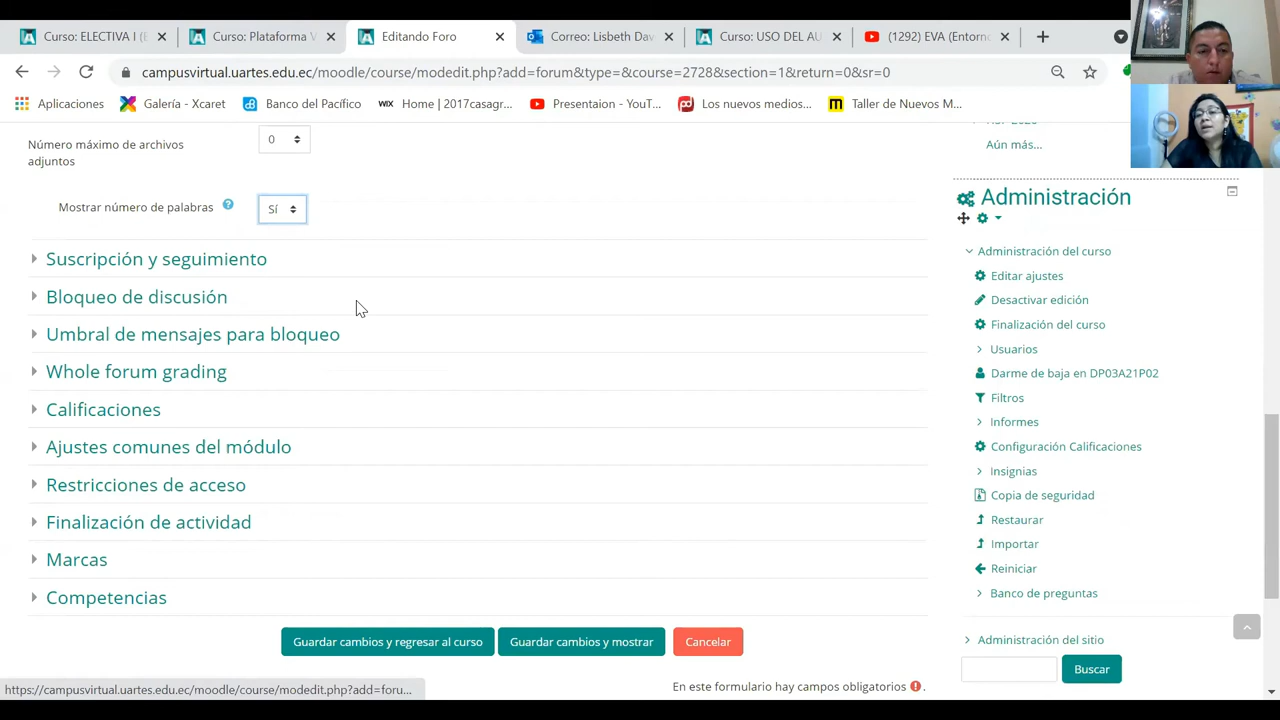 Curso: ELECTIVA I (E
Curso: Plataforma V
Editando Foro
Correo: Lisbeth Dav
Curso: USO DEL AU
(1292) EVA (Entorn
campusvirtual.uartes.edu.ec/moodle/course/modedit.php?add=forum&type=&course=2728&section=1&return=0&sr=0
Aplicaciones
Galería - Xcaret
Banco del Pacífico
WIX
Home | 2017casagr...
Presentaion - YouT...
Los nuevos medios...
Taller de Nuevos M...
Número máximo de archivos
adjuntos
0
Mostrar número de palabras
Sí
Suscripción y seguimiento
Bloqueo de discusión
Umbral de mensajes para bloqueo
Whole forum grading
Calificaciones
Ajustes comunes del módulo
Restricciones de acceso
Finalización de actividad
Marcas
Competencias
Guardar cambios y regresar al curso
Guardar cambios y mostrar
Cancelar
En este formulario hay campos obligatorios
https://campusvirtual.uartes.edu.ec/moodle/course/modedit.php?add=foru...
Aún más...
Administración
Administración del curso
Editar ajustes
Desactivar edición
Finalización del curso
Usuarios
Darme de baja en DP03A21P02
Filtros
Informes
Configuración Calificaciones
Insignias
Copia de seguridad
Restaurar
Importar
Reiniciar
Banco de preguntas
Administración del sitio
Buscar